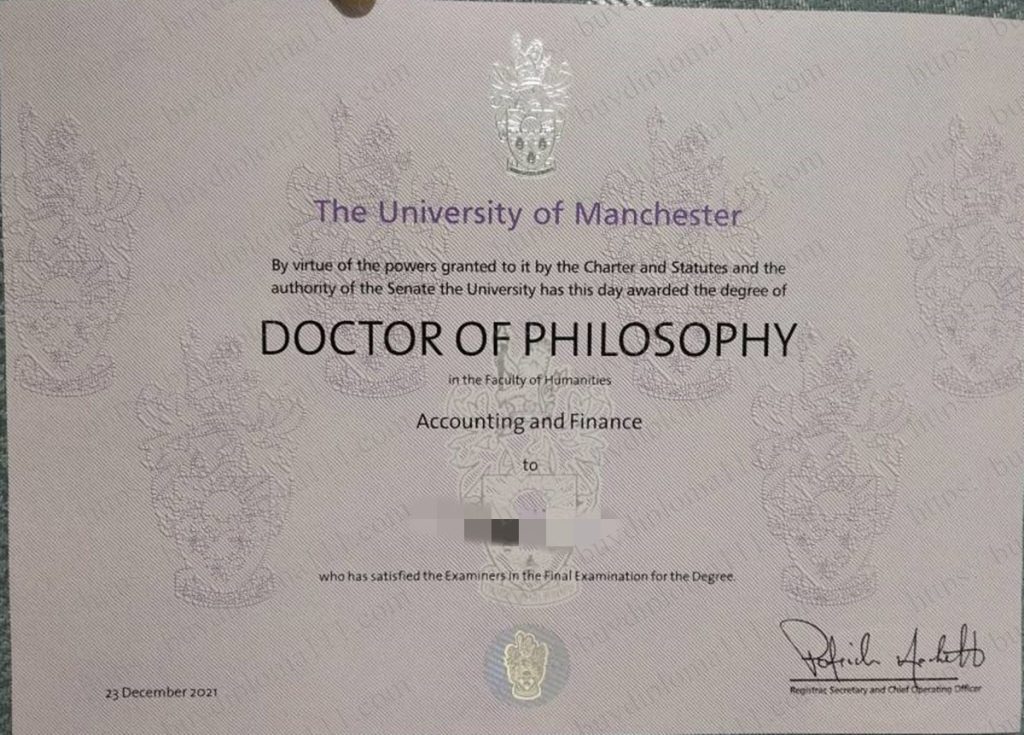 The University of Manchester
By virtue of the powers granted to it by the Charter and Statutes and the
authority of the Senate the University has this day awarded the degree of
DOCTOR OF PHILOSOPHY
in the Faculty of Humanities
Accounting and Finance
to
who has satisfied the Examiners in the Final Examination for the Degree.
23 December 2021
Registrar, Secretary and Chief Operating Officer
https: buydiploma111.com